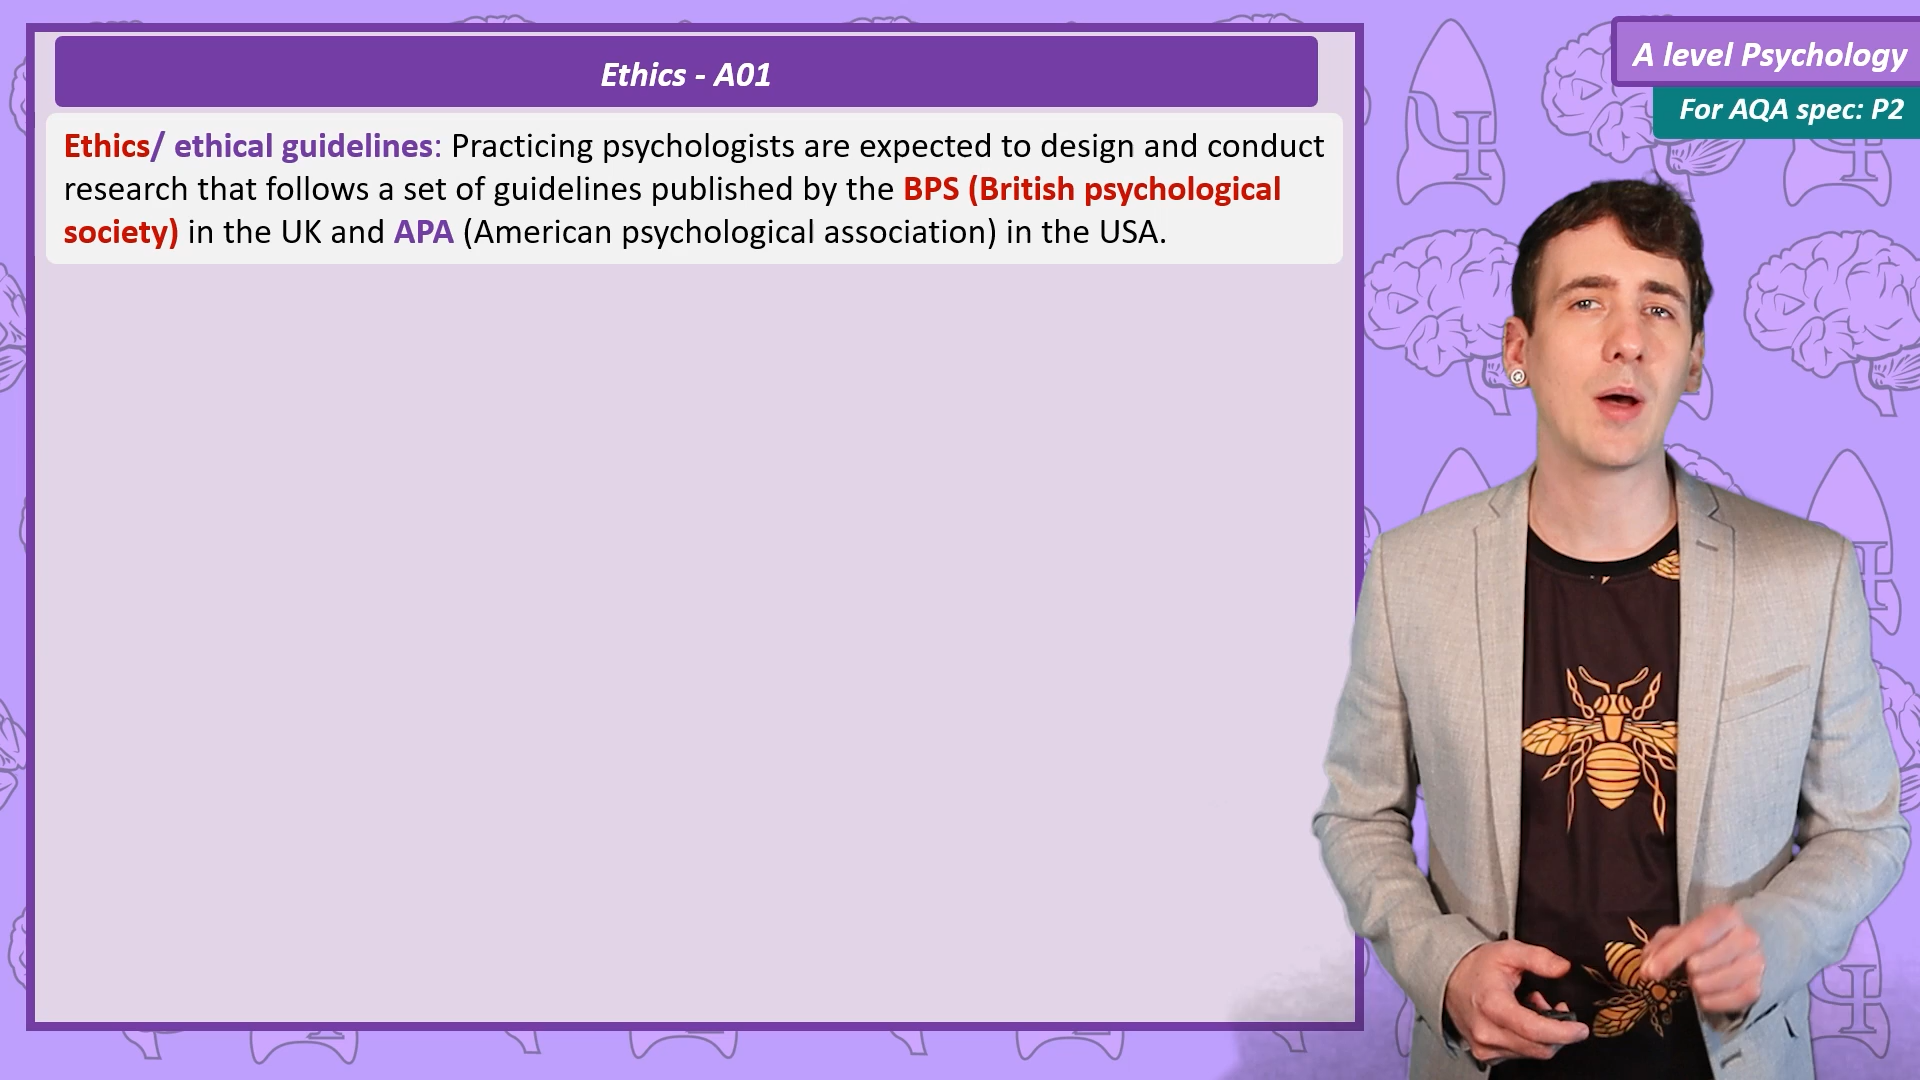 Ethics - A01
A level Psychology
For AQA spec: P2
Ethics/ ethical guidelines: Practicing psychologists are expected to design and conduct
research that follows a set of guidelines published by the BPS (British psychological
society) in the UK and APA (American psychological association) in the USA.